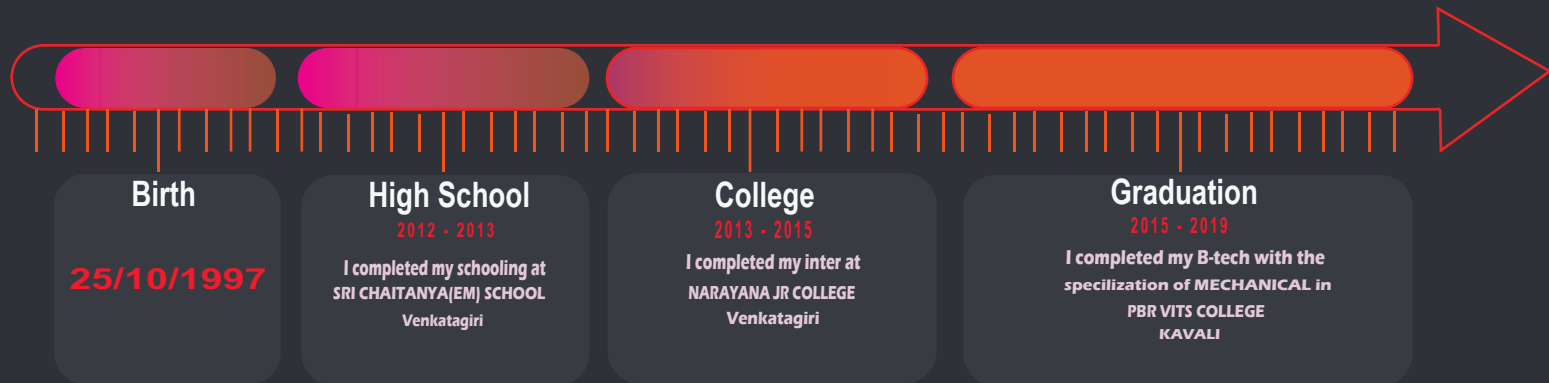 Birth
25/10/1997
High School
2012 - 2013
I completed my schooling at
SRI CHAITANYA(EM) SCHOOL
Venkatagiri
College
2013 - 2015
I completed my inter at
NARAYANA JR COLLEGE
Venkatagiri
Graduation
2015 - 2019
I completed my B-tech with the
specilization of MECHANICAL in
PBR VITS COLLEGE
KAVALI